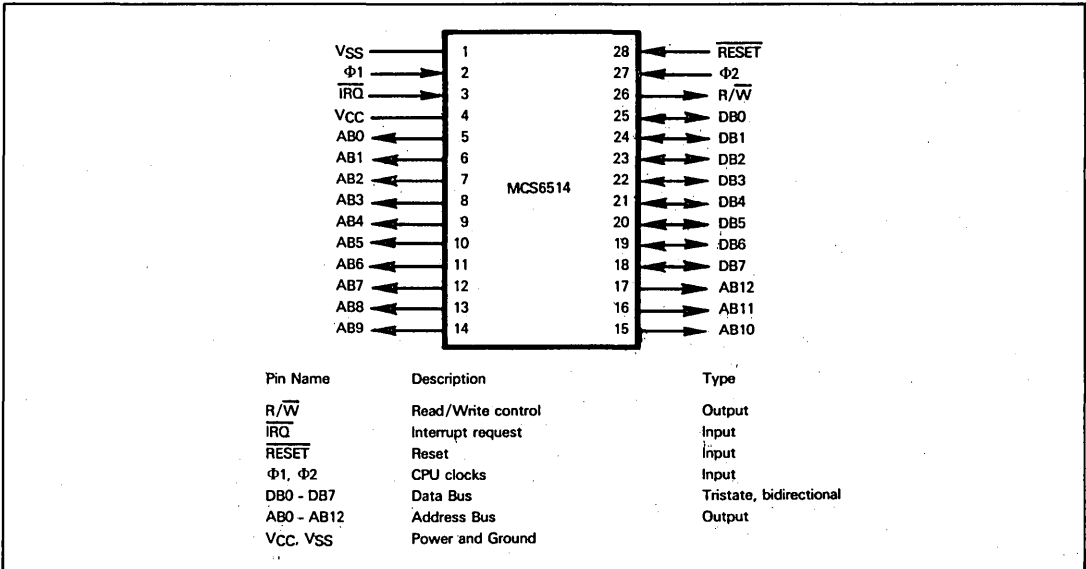 VSS 1 28 R̅E̅S̅E̅T̅
Φ1 2 27 Φ2
I̅R̅Q̅ 3 26 R/W̅
VCC 4 25 DB0
AB0 5 24 DB1
AB1 6 23 DB2
AB2 7 22 DB3
MCS6514
AB3 8 21 DB4
AB4 9 20 DB5
AB5 10 19 DB6
AB6 11 18 DB7
AB7 12 17 AB12
AB8 13 16 AB11
AB9 14 15 AB10
Pin Name Description Type
R/W̅ Read/Write control Output
I̅R̅Q̅ Interrupt request Input
R̅E̅S̅E̅T̅ Reset Input
Φ1, Φ2 CPU clocks Input
DB0 - DB7 Data Bus Tristate, bidirectional
AB0 - AB12 Address Bus Output
VCC, VSS Power and Ground